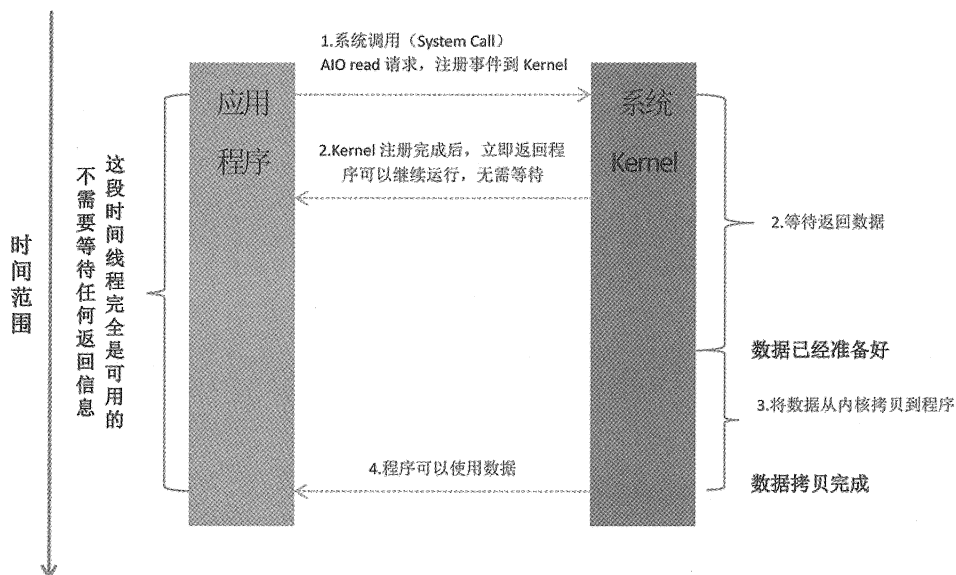 1.系统调用（System Call）
AIO read 请求，注册事件到 Kernel
应用
程序
系统
Kernel
2.Kernel 注册完成后，立即返回程
序可以继续运行，无需等待
2.等待返回数据
这段时间线程完全是可用的
不需要等待任何返回信息
时间范围
数据已经准备好
3.将数据从内核拷贝到程序
4.程序可以使用数据
数据拷贝完成